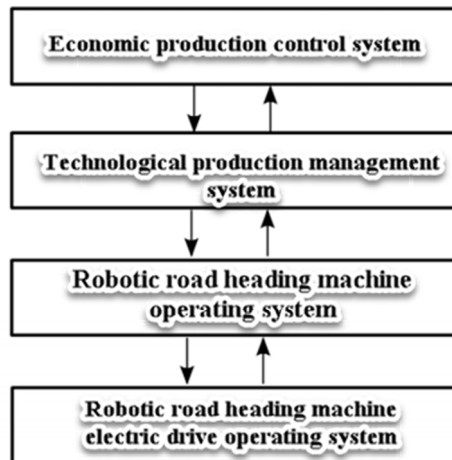 Economic production control system
Technological production management
system
Robotic road heading machine
operating system
Robotic road heading machine
electric drive operating system